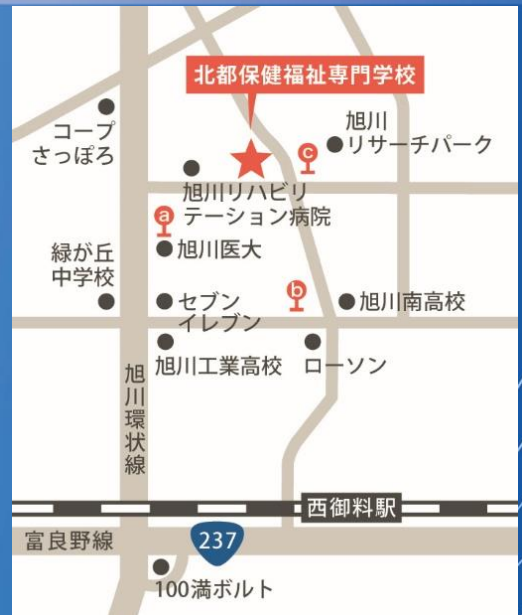 北都保健福祉専門学校
コープ
さっぽろ
旭川
リサーチパーク
c
旭川リハビリ
テーション病院
a
旭川医大
緑が丘
中学校
セブン
イレブン
b
旭川南高校
旭川工業高校
ローソン
旭川環状線
西御料駅
富良野線
237
100満ボルト